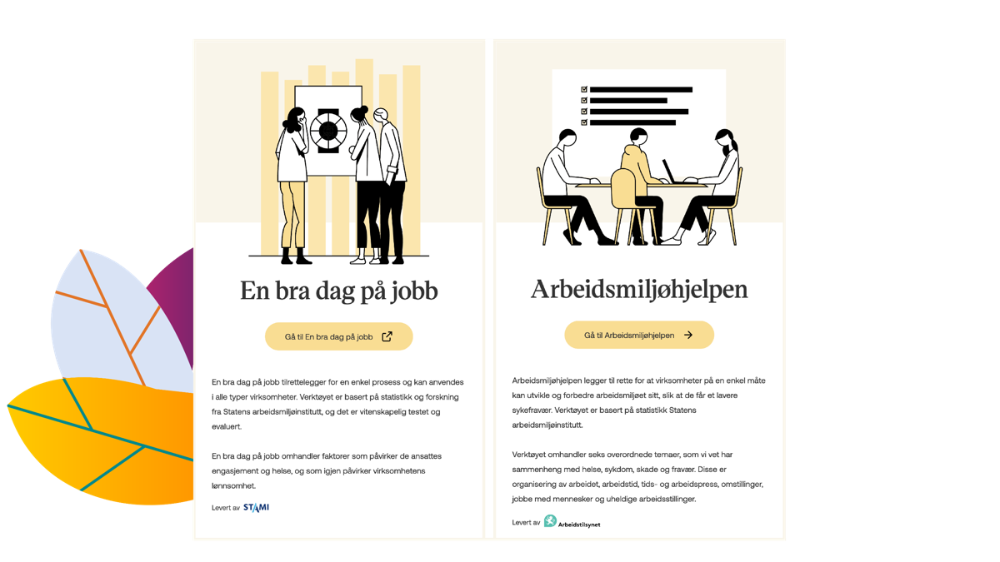 En bra dag på jobb
Gå til En bra dag på jobb
En bra dag på jobb tilrettelegger for en enkel prosess og kan anvendes
i alle typer virksomheter. Verktøyet er basert på statistikk og forskning
fra Statens arbeidsmiljøinstitutt, og det er vitenskapelig testet og
evaluert.
En bra dag på jobb omhandler faktorer som påvirker de ansattes
engasjement og helse, og som igjen påvirker virksomhetens
lønnsomhet.
Levert av STAMI
Arbeidsmiljøhjelpen
Gå til Arbeidsmiljøhjelpen
Arbeidsmiljøhjelpen legger til rette for at virksomheter på en enkel måte
kan utvikle og forbedre arbeidsmiljøet sitt, slik at de får et lavere
sykefravær. Verktøyet er basert på statistikk Statens
arbeidsmiljøinstitutt.
Verktøyet omhandler seks overordnede temaer, som vi vet har
sammenheng med helse, sykdom, skade og fravær. Disse er
organisering av arbeidet, arbeidstid, tids- og arbeidspress, omstillinger,
jobbe med mennesker og uheldige arbeidsstillinger.
Levert av Arbeidstilsynet